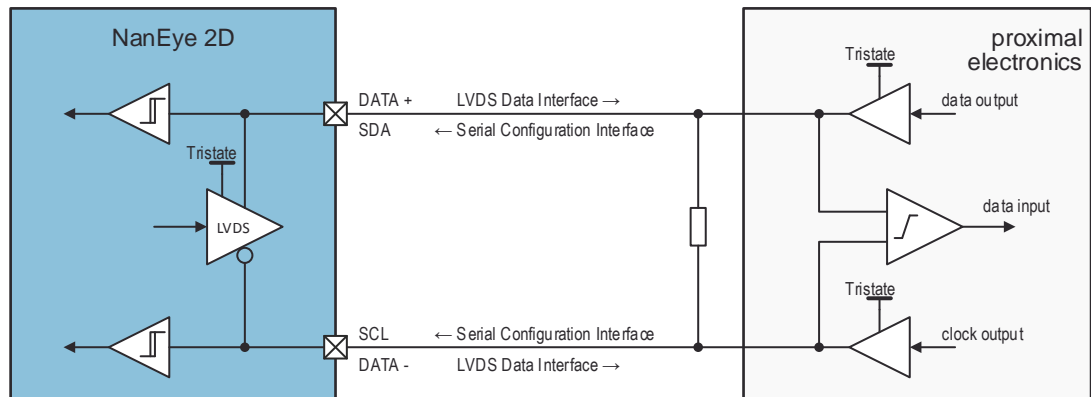 NanEye 2D
proximal
electronics
Tristate
DATA + LVDS Data Interface →
data output
SDA ← Serial Configuration Interface
Tristate
LVDS
data input
Tristate
SCL ← Serial Configuration Interface
clock output
DATA - LVDS Data Interface →